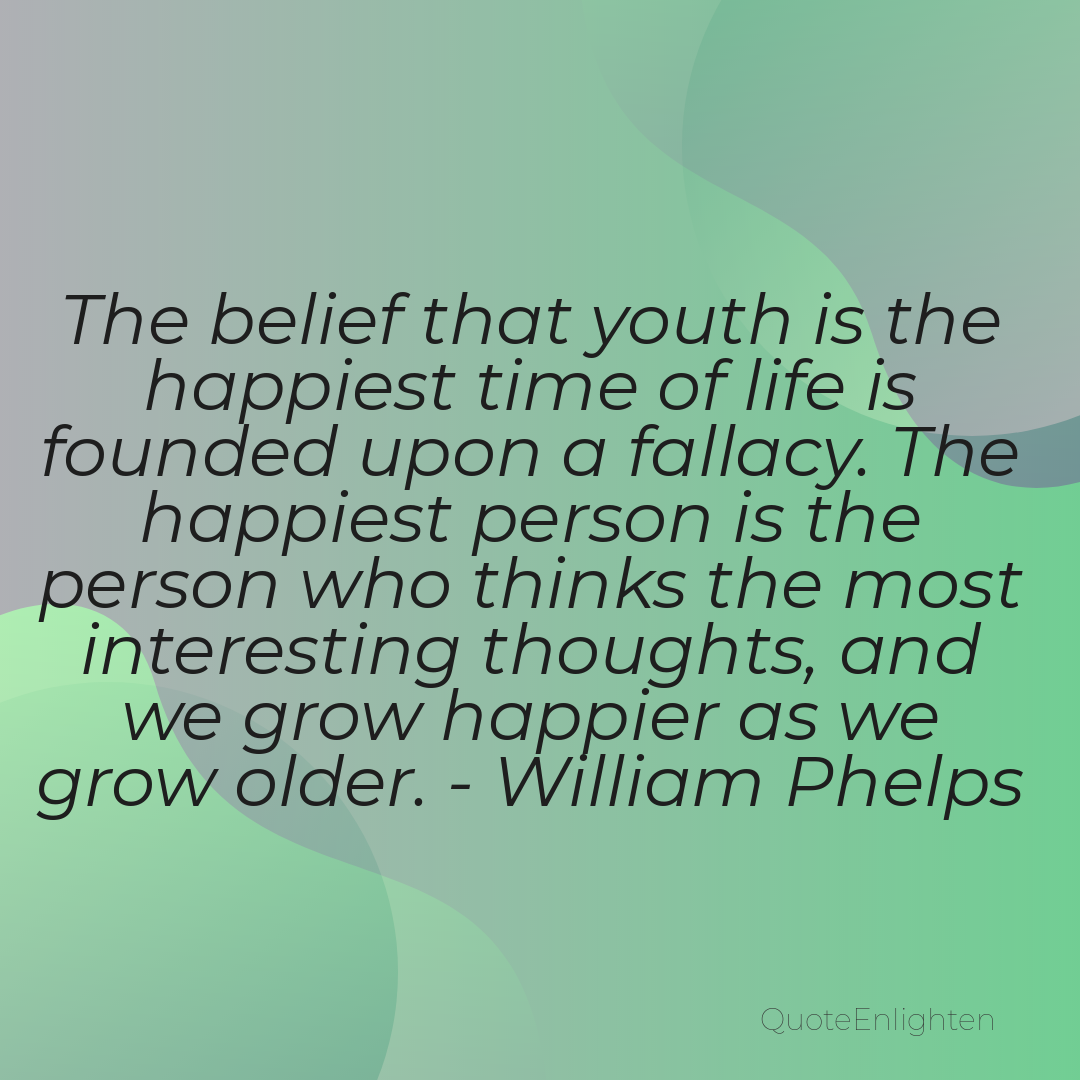 The belief that youth is the
happiest time of life is
founded upon a fallacy. The
happiest person is the
person who thinks the most
interesting thoughts, and
we grow happier as we
grow older. - William Phelps
QuoteEnlighten